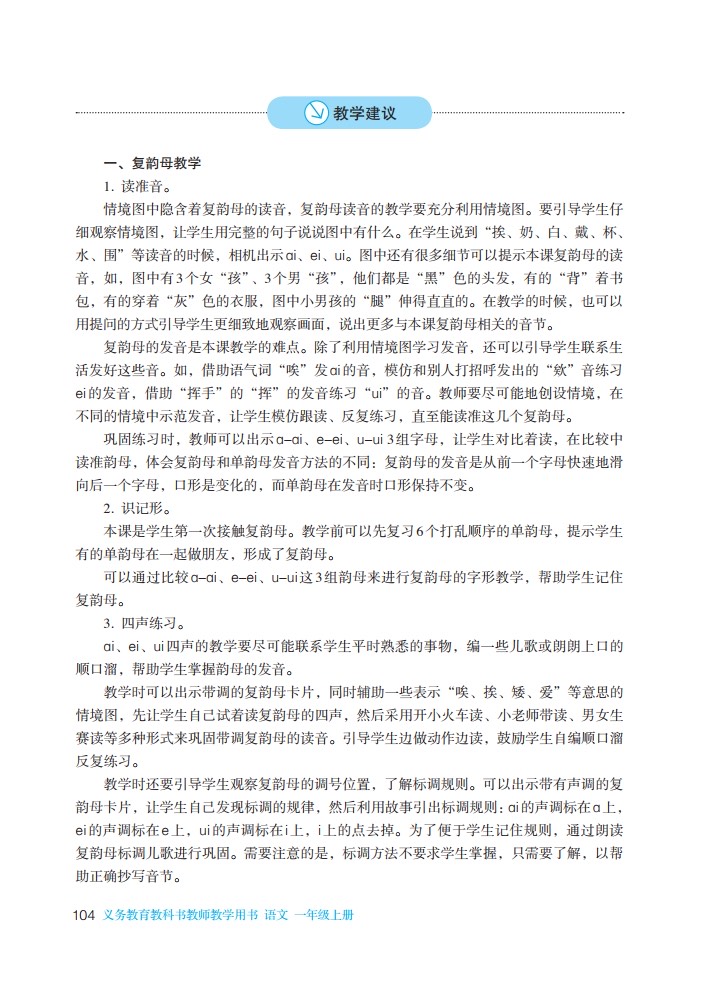 教学建议
一、复韵母教学
1. 读准音。
情境图中隐含着复韵母的读音，复韵母读音的教学要充分利用情境图。要引导学生仔
细观察情境图，让学生用完整的句子说说图中有什么。在学生说到“挨、奶、白、戴、杯、
水、围”等读音的时候，相机出示ai、ei、ui。图中还有很多细节可以提示本课复韵母的读
音，如，图中有3个女“孩”、3个男“孩”，他们都是“黑”色的头发，有的“背”着书
包，有的穿着“灰”色的衣服，图中小男孩的“腿”伸得直直的。在教学的时候，也可以
用提问的方式引导学生更细致地观察画面，说出更多与本课复韵母相关的音节。
复韵母的发音是本课教学的难点。除了利用情境图学习发音，还可以引导学生联系生
活发好这些音。如，借助语气词“唉”发ai的音，模仿和别人打招呼发出的“欸”音练习
ei的发音，借助“挥手”的“挥”的发音练习“ui”的音。教师要尽可能地创设情境，在
不同的情境中示范发音，让学生模仿跟读、反复练习，直至能读准这几个复韵母。
巩固练习时，教师可以出示a–ai、e–ei、u–ui 3组字母，让学生对比着读，在比较中
读准韵母，体会复韵母和单韵母发音方法的不同：复韵母的发音是从前一个字母快速地滑
向后一个字母，口形是变化的，而单韵母在发音时口形保持不变。
2. 识记形。
本课是学生第一次接触复韵母。教学前可以先复习6个打乱顺序的单韵母，提示学生
有的单韵母在一起做朋友，形成了复韵母。
可以通过比较a–ai、e–ei、u–ui这3组韵母来进行复韵母的字形教学，帮助学生记住
复韵母。
3. 四声练习。
ai、ei、ui四声的教学要尽可能联系学生平时熟悉的事物，编一些儿歌或朗朗上口的
顺口溜，帮助学生掌握韵母的发音。
教学时可以出示带调的复韵母卡片，同时辅助一些表示“唉、挨、矮、爱”等意思的
情境图，先让学生自己试着读复韵母的四声，然后采用开小火车读、小老师带读、男女生
赛读等多种形式来巩固带调复韵母的读音。引导学生边做动作边读，鼓励学生自编顺口溜
反复练习。
教学时还要引导学生观察复韵母的调号位置，了解标调规则。可以出示带有声调的复
韵母卡片，让学生自己发现标调的规律，然后利用故事引出标调规则：ai的声调标在a上，
ei的声调标在e上，ui的声调标在i上，i上的点去掉。为了便于学生记住规则，通过朗读
复韵母标调儿歌进行巩固。需要注意的是，标调方法不要求学生掌握，只需要了解，以帮
助正确抄写音节。
104 义务教育教科书教师教学用书 语文 一年级上册